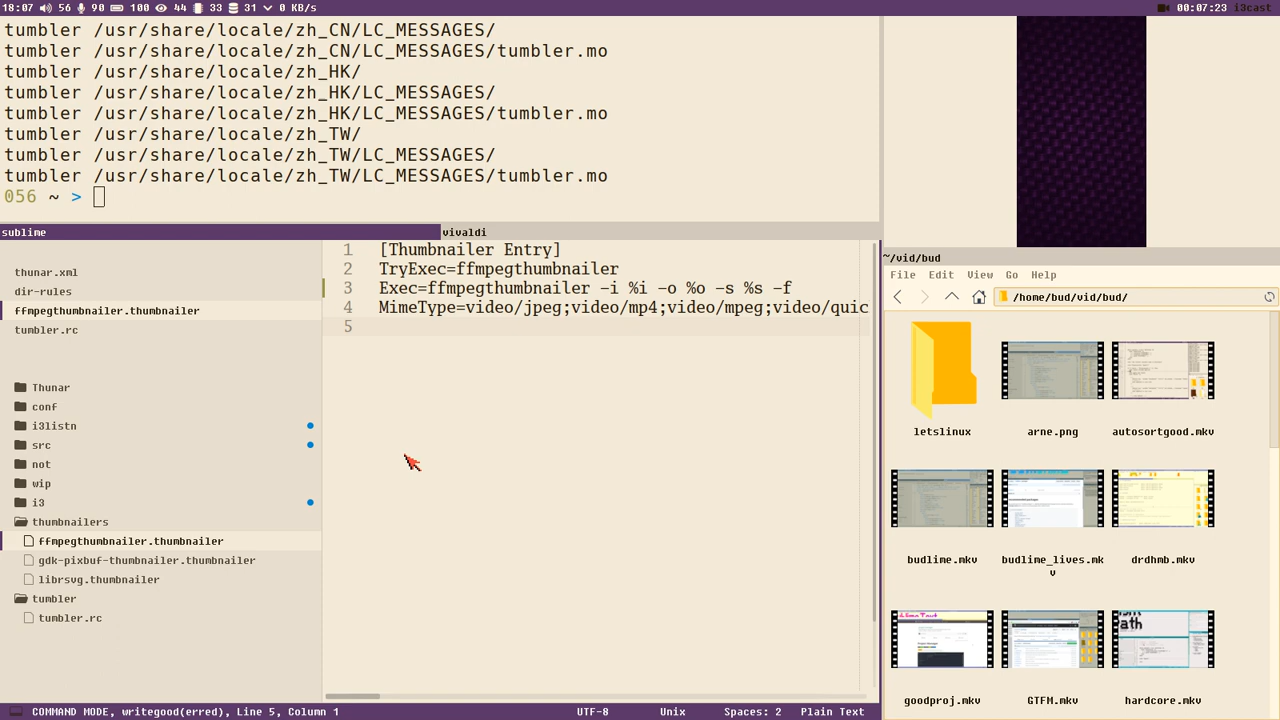 18:07 56 90 100 44 33 31 0 KB/s
00:07:23 i3cast
tumbler /usr/share/locale/zh_CN/LC_MESSAGES/
tumbler /usr/share/locale/zh_CN/LC_MESSAGES/tumbler.mo
tumbler /usr/share/locale/zh_HK/
tumbler /usr/share/locale/zh_HK/LC_MESSAGES/
tumbler /usr/share/locale/zh_HK/LC_MESSAGES/tumbler.mo
tumbler /usr/share/locale/zh_TW/
tumbler /usr/share/locale/zh_TW/LC_MESSAGES/
tumbler /usr/share/locale/zh_TW/LC_MESSAGES/tumbler.mo
056 ~ >
sublime
vivaldi
thunar.xml
dir-rules
ffmpegthumbnailer.thumbnailer
tumbler.rc
Thunar
conf
i3listn
src
not
wip
i3
thumbnailers
ffmpegthumbnailer.thumbnailer
gdk-pixbuf-thumbnailer.thumbnailer
librsvg.thumbnailer
tumbler
tumbler.rc
1 [Thumbnailer Entry]
2 TryExec=ffmpegthumbnailer
3 Exec=ffmpegthumbnailer -i %i -o %o -s %s -f
4 MimeType=video/jpeg;video/mp4;video/mpeg;video/quic
5
COMMAND MODE, writegood(erred), Line 5, Column 1
UTF-8
Unix
Spaces: 2
Plain Text
~/vid/bud
File Edit View Go Help
/home/bud/vid/bud/
letslinux
arne.png
autosortgood.mkv
budlime.mkv
budlime_lives.mk
v
drdhmb.mkv
goodproj.mkv
GTFM.mkv
hardcore.mkv